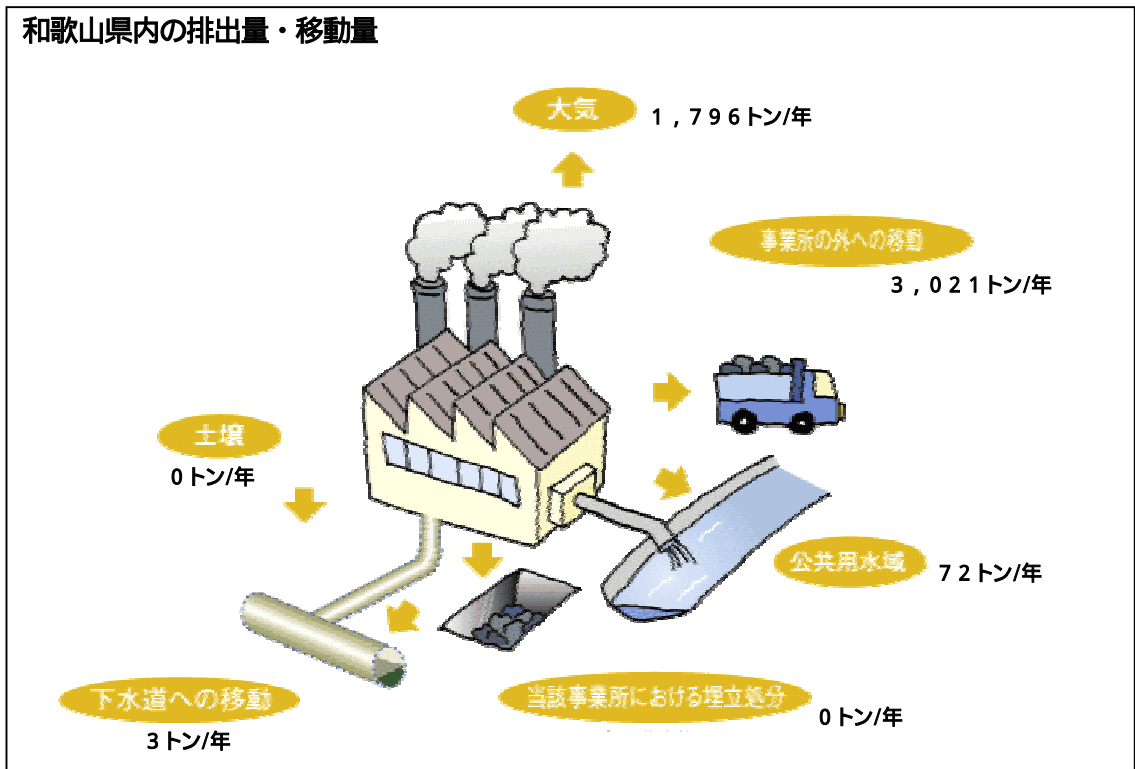 和歌山県内の排出量・移動量
大気
１，７９６トン/年
事業所の外への移動
３，０２１トン/年
土壌
０トン/年
公共用水域
７２トン/年
下水道への移動
３トン/年
当該事業所における埋立処分
０トン/年